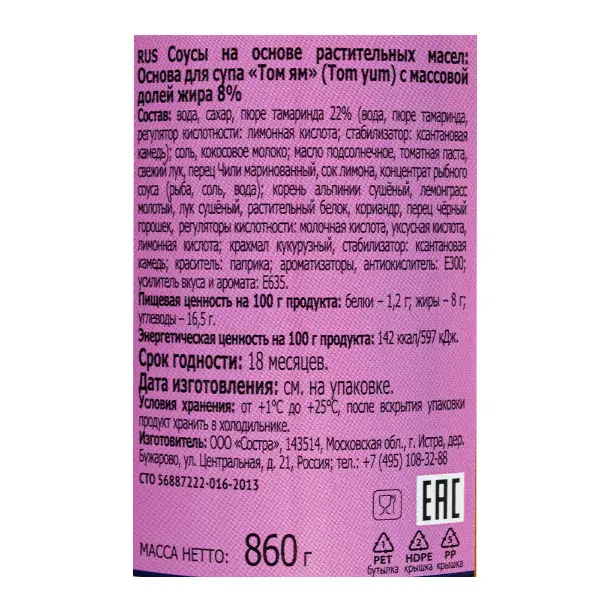 RUS Соусы на основе растительных масел:
Основа для супа «Том ям» (Tom yum) с массовой
долей жира 8%
Состав: вода, сахар, пюре тамаринда 22% (вода, пюре тамаринда,
регулятор кислотности: лимонная кислота; стабилизатор: ксантановая
камедь); соль, кокосовое молоко; масло подсолнечное, томатная паста,
свежий лук, перец Чили маринованный, сок лимона, концентрат рыбного
соуса (рыба, соль, вода); корень альпинии сушёный, лемонграсс
молотый, лук сушёный, растительный белок, кориандр, перец чёрный
горошек, регуляторы кислотности: молочная кислота, уксусная кислота,
лимонная кислота; крахмал кукурузный, стабилизатор: ксантановая
камедь; краситель: паприка; ароматизаторы, антиокислитель: Е300;
усилитель вкуса и аромата: Е635.
Пищевая ценность на 100 г продукта: белки – 1,2 г; жиры – 8 г;
углеводы – 16,5 г.
Энергетическая ценность на 100 г продукта: 142 ккал/597 кДж.
Срок годности: 18 месяцев.
Дата изготовления: см. на упаковке.
Условия хранения: от +1°С до +25°С, после вскрытия упаковки
продукт хранить в холодильнике.
Изготовитель: ООО «Состра», 143514, Московская обл., г. Истра, дер.
Бужарово, ул. Центральная, д. 21, Россия; тел.: +7 (495) 108-32-88
СТО 56887222-016-2013
ЕАС
МАССА НЕТТО: 860 г
1 2 5
PET HDPE PP
бутылка крышка крышка